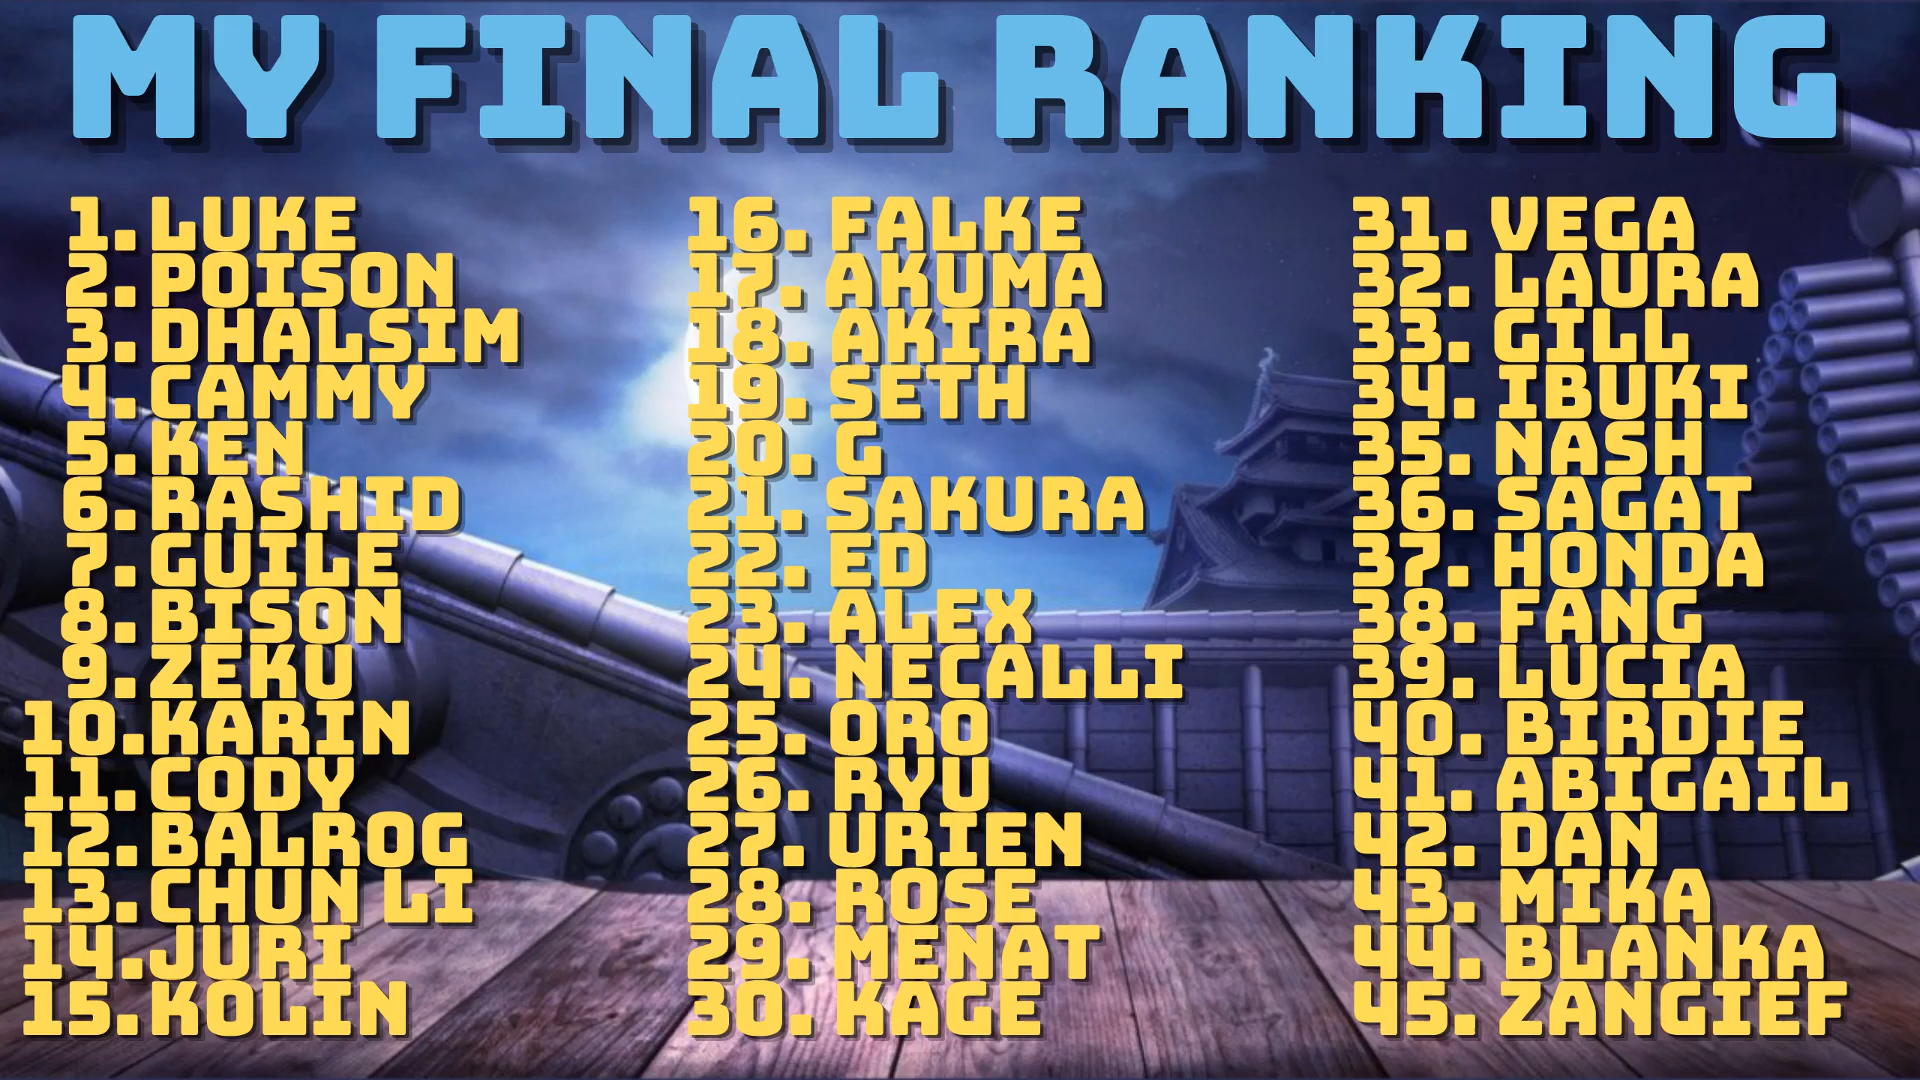 MY FINAL RANKING
1. LUKE
2. POISON
3. DHALSIM
4. CAMMY
5. KEN
6. RASHID
7. GUILE
8. BISON
9. ZEKU
10. KARIN
11. CODY
12. BALROG
13. CHUN LI
14. JURI
15. KOLIN
16. FALKE
17. AKUMA
18. AKIRA
19. SETH
20. G
21. SAKURA
22. ED
23. ALEX
24. NECALLI
25. ORO
26. RYU
27. URIEN
28. ROSE
29. MENAT
30. KAGE
31. VEGA
32. LAURA
33. GILL
34. IBUKI
35. NASH
36. SAGAT
37. HONDA
38. FANG
39. LUCIA
40. BIRDIE
41. ABIGAIL
42. DAN
43. MIKA
44. BLANKA
45. ZANGIEF